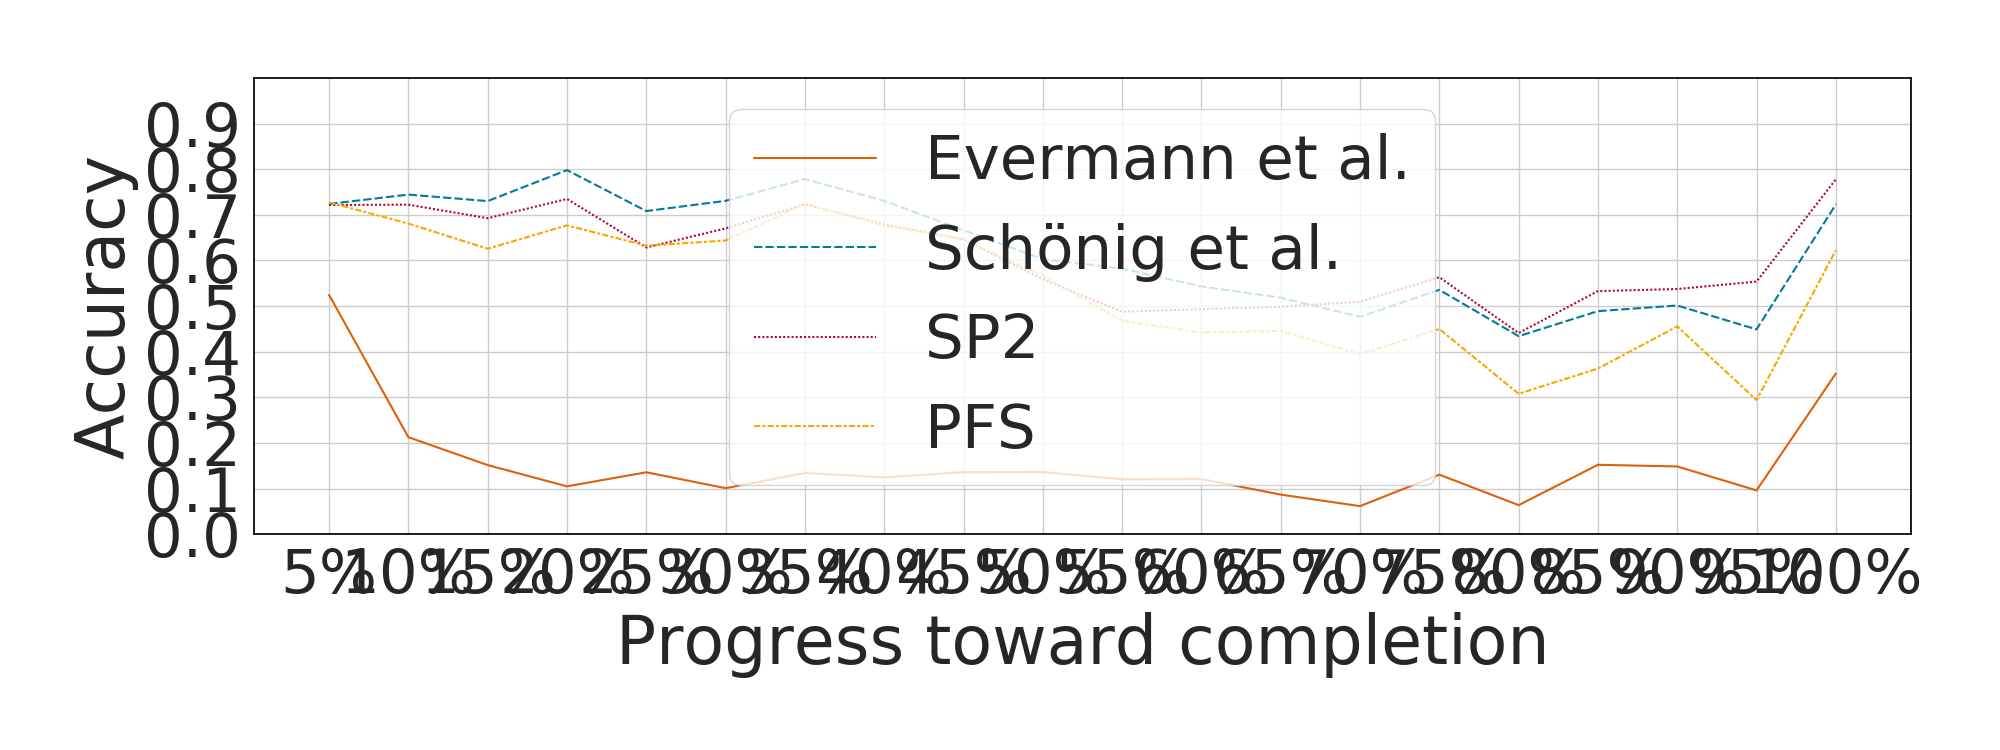 0.9
0.8
0.7
0.6
0.5
0.4
0.3
0.2
0.1
0.0
Accuracy
Evermann et al.
Schönig et al.
SP2
PFS
5% 10% 15% 20% 25% 30% 35% 40% 45% 50% 55% 60% 65% 70% 75% 80% 85% 90% 95% 100%
Progress toward completion